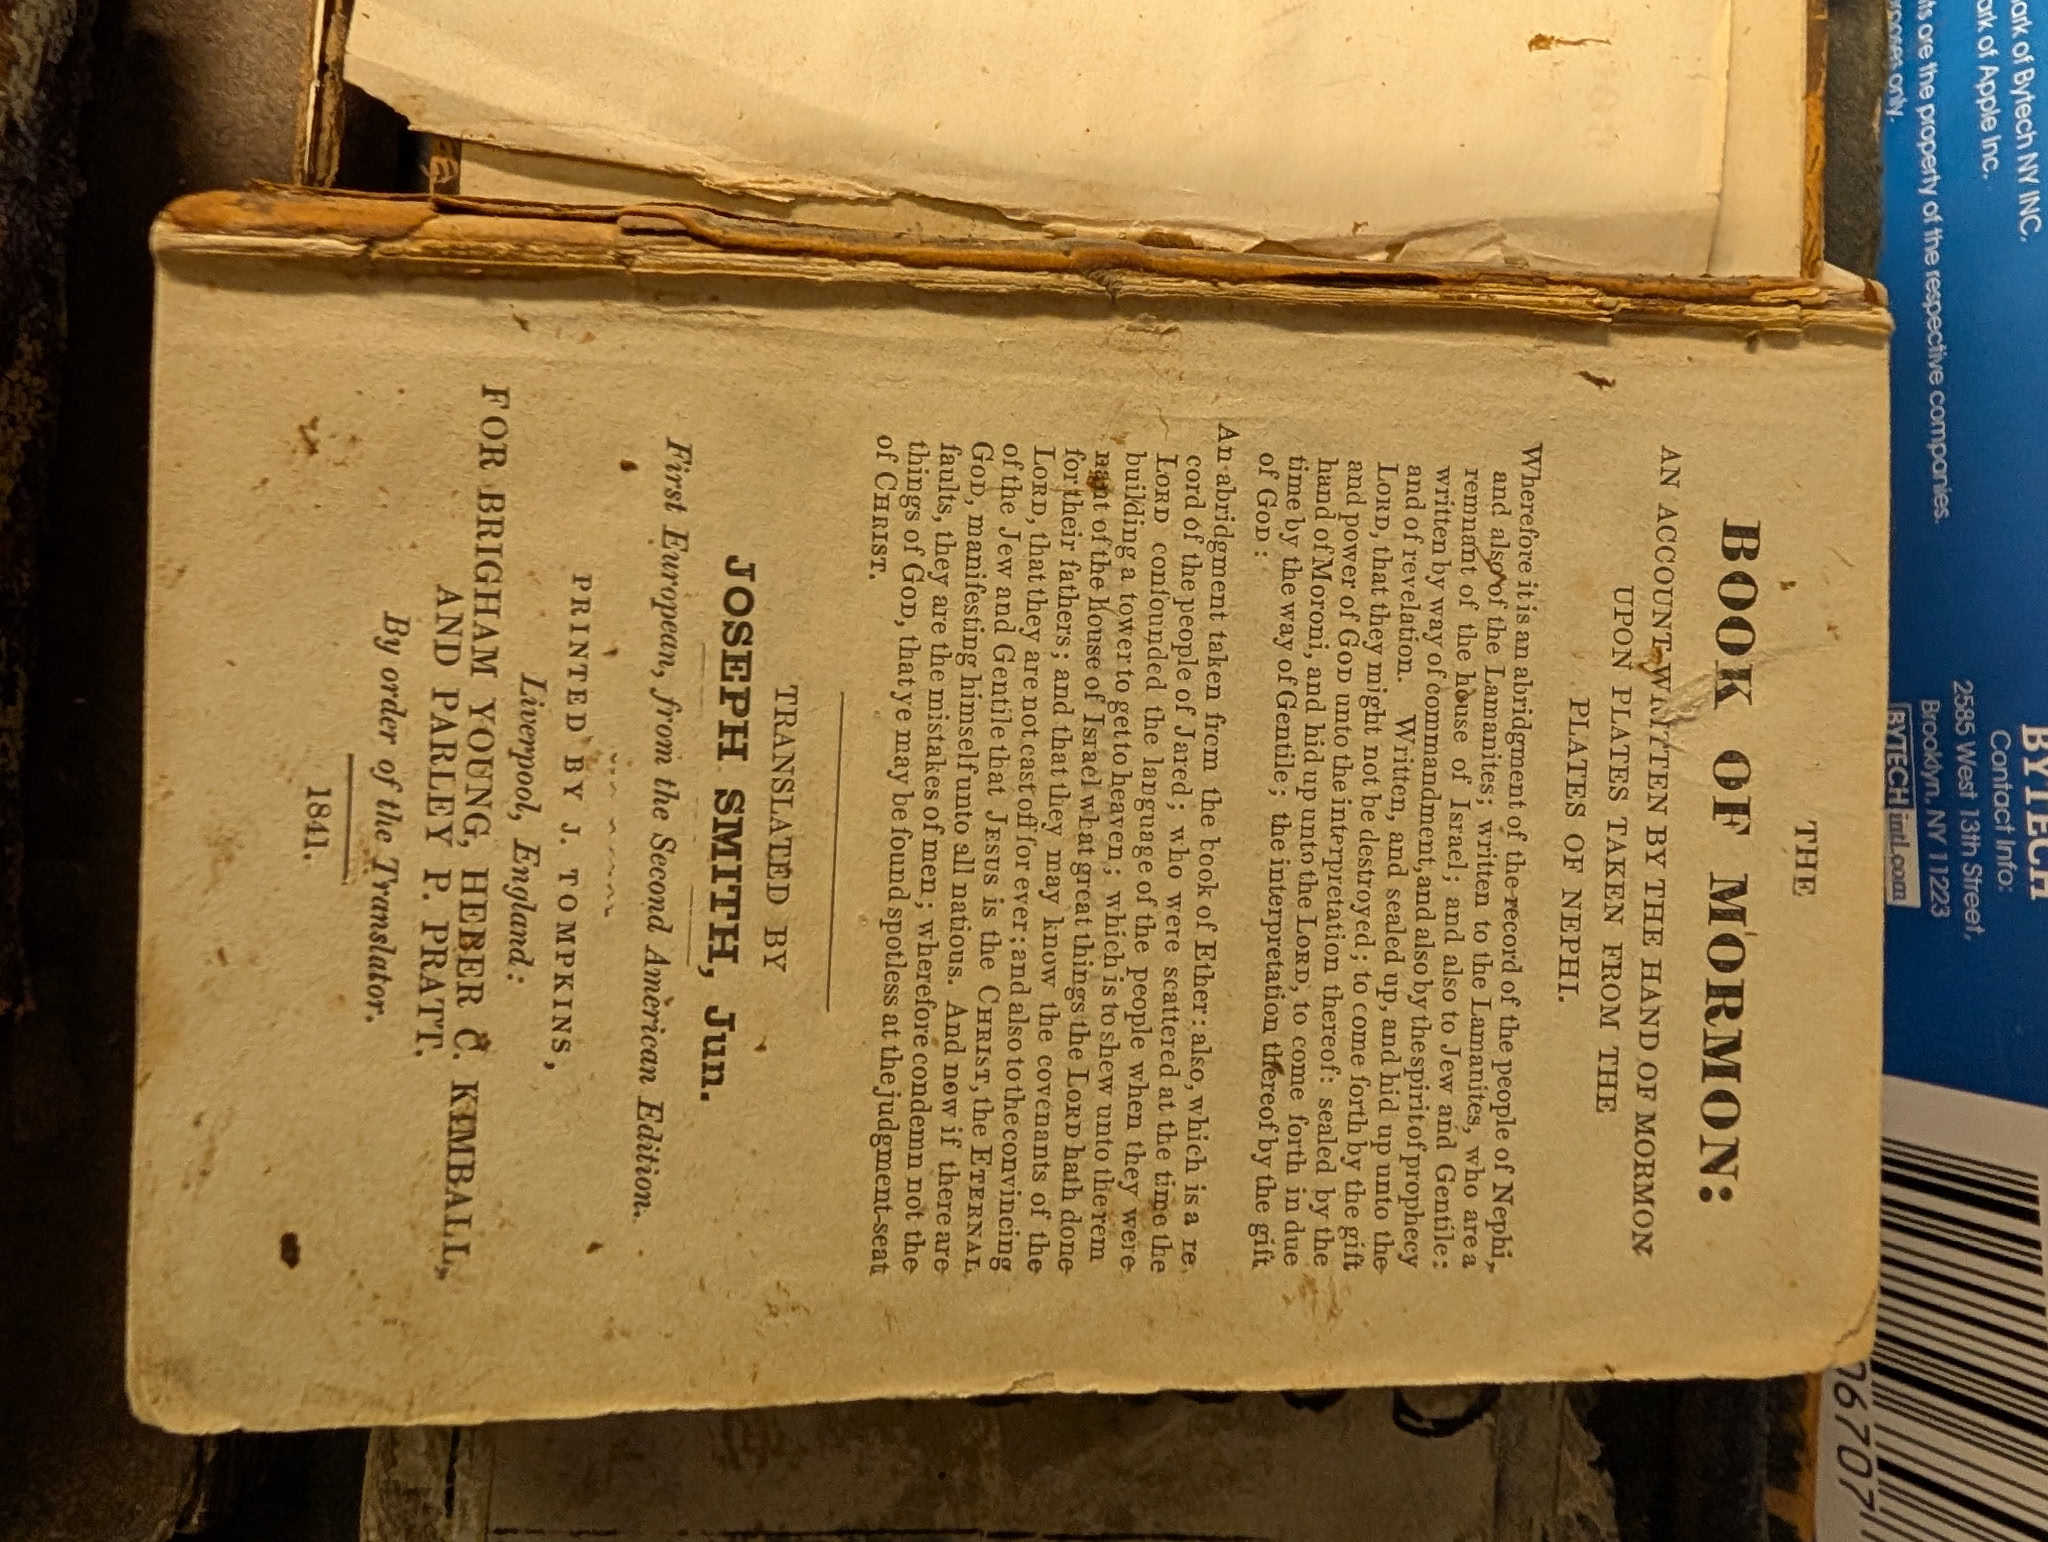 THE
BOOK OF MORMON:
AN ACCOUNT WRITTEN BY THE HAND OF MORMON
UPON PLATES TAKEN FROM THE
PLATES OF NEPHI.
Wherefore it is an abridgment of the record of the people of Nephi,
and also of the Lamanites; written to the Lamanites, who are a
remnant of the house of Israel; and also to Jew and Gentile:
written by way of commandment, and also by the spirit of prophecy
and of revelation. Written, and sealed up, and hid up unto the
LORD, that they might not be destroyed; to come forth by the gift
and power of GOD unto the interpretation thereof: sealed by the
hand of Moroni, and hid up unto the LORD, to come forth in due
time by the way of Gentile; the interpretation thereof by the gift
of GOD:
An abridgment taken from the book of Ether: also, which is a re
cord of the people of Jared; who were scattered at the time the
LORD confounded the language of the people when they were
building a tower to get to heaven; which is to shew unto the rem
nant of the house of Israel what great things the LORD hath done
for their fathers; and that they may know the covenants of the
LORD, that they are not cast off for ever; and also to the convincing
of the Jew and Gentile that JESUS is the CHRIST, the ETERNAL
GOD, manifesting himself unto all natious. And now if there are
faults, they are the mistakes of men; wherefore condemn not the
things of GOD, that ye may be found spotless at the judgment-seat
of CHRIST.
TRANSLATED BY
JOSEPH SMITH, Jun.
First European, from the Second American Edition.
PRINTED BY J. TOMPKINS,
Liverpool, England:
FOR BRIGHAM YOUNG, HEBER C. KIMBALL,
AND PARLEY P. PRATT.
By order of the Translator.
1841.
ark of Bytech NY INC.
ark of Apple Inc.
ts are the property of the respective companies.
only.
BYTECH
Contact Info:
2585 West 13th Street,
Brooklyn, NY 11223
BYTECH intl.com
06707